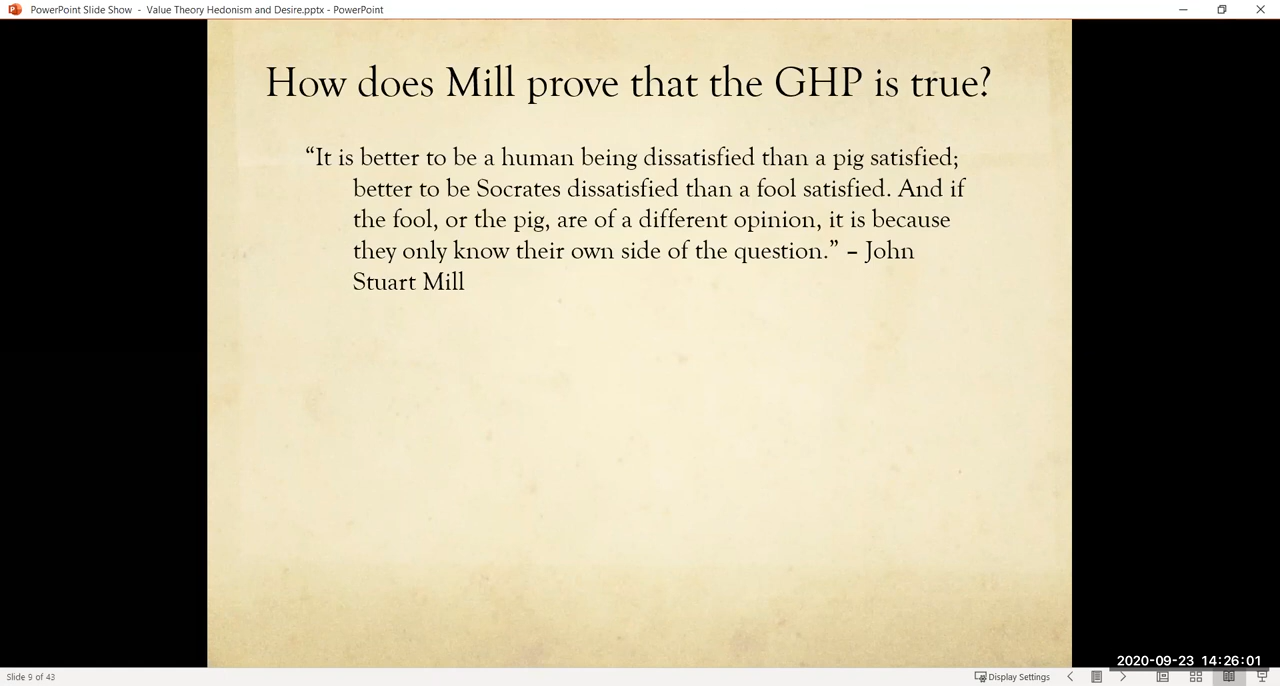 PowerPoint Slide Show - Value Theory Hedonism and Desire.pptx - PowerPoint
How does Mill prove that the GHP is true?
“It is better to be a human being dissatisfied than a pig satisfied;
better to be Socrates dissatisfied than a fool satisfied. And if
the fool, or the pig, are of a different opinion, it is because
they only know their own side of the question.” – John
Stuart Mill
2020-09-23 14:26:01
Slide 9 of 43
Display Settings